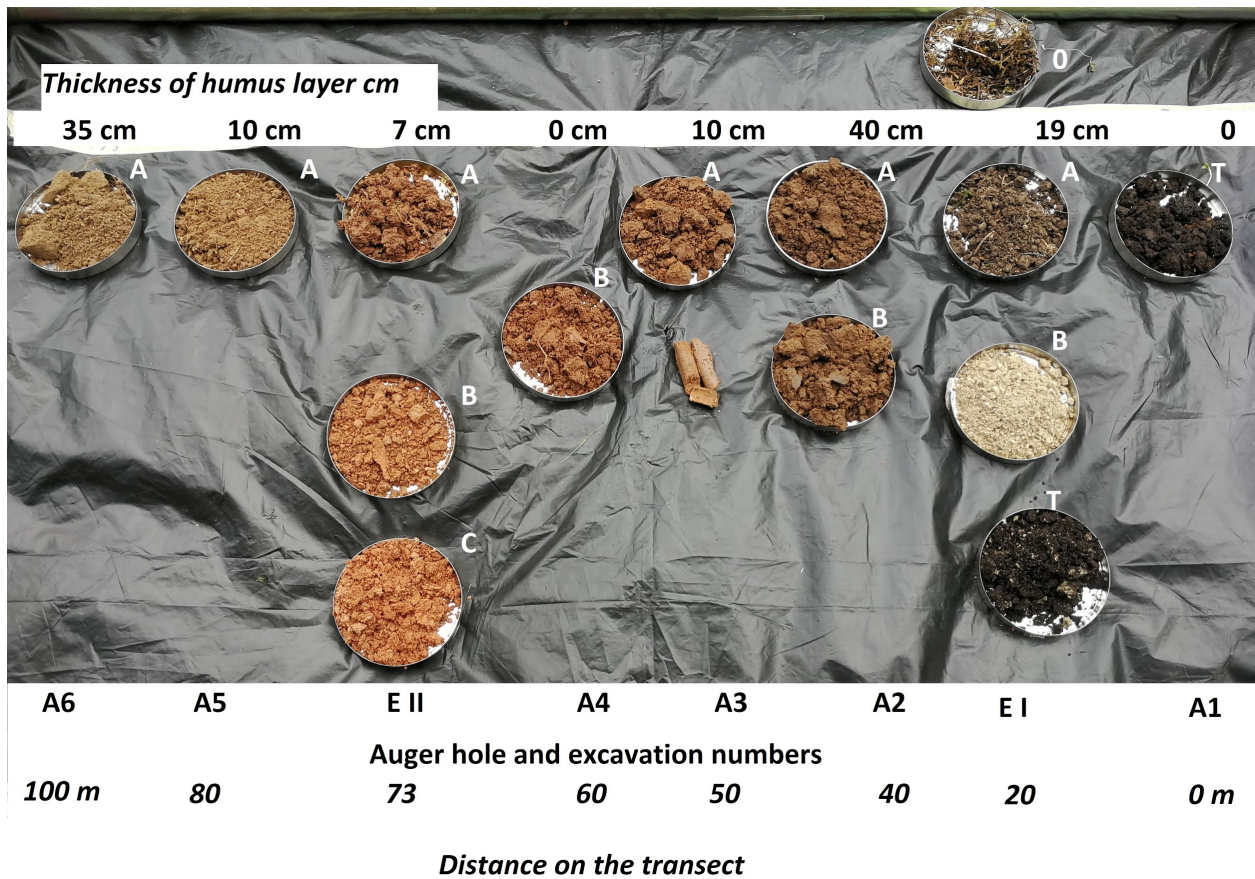 0
Thickness of humus layer cm
35 cm 10 cm 7 cm 0 cm 10 cm 40 cm 19 cm 0
A A A A A A T
B B B
B
T
C
A6 A5 E II A4 A3 A2 E I A1
Auger hole and excavation numbers
100 m 80 73 60 50 40 20 0 m
Distance on the transect